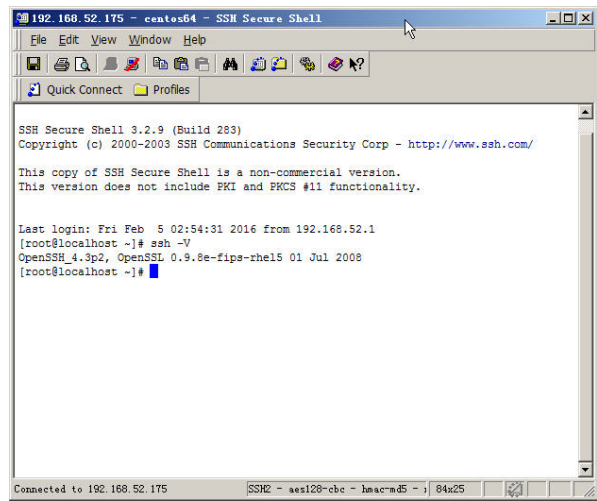 192.168.52.175 - centos64 - SSH Secure Shell
File Edit View Window Help
Quick Connect Profiles
SSH Secure Shell 3.2.9 (Build 283)
Copyright (c) 2000-2003 SSH Communications Security Corp - http://www.ssh.com/
This copy of SSH Secure Shell is a non-commercial version.
This version does not include PKI and PKCS #11 functionality.
Last login: Fri Feb  5 02:54:31 2016 from 192.168.52.1
[root@localhost ~]# ssh -V
OpenSSH_4.3p2, OpenSSL 0.9.8e-fips-rhel5 01 Jul 2008
[root@localhost ~]#
Connected to 192.168.52.175 SSH2 - aes128-cbc - hmac-md5 - 84x25